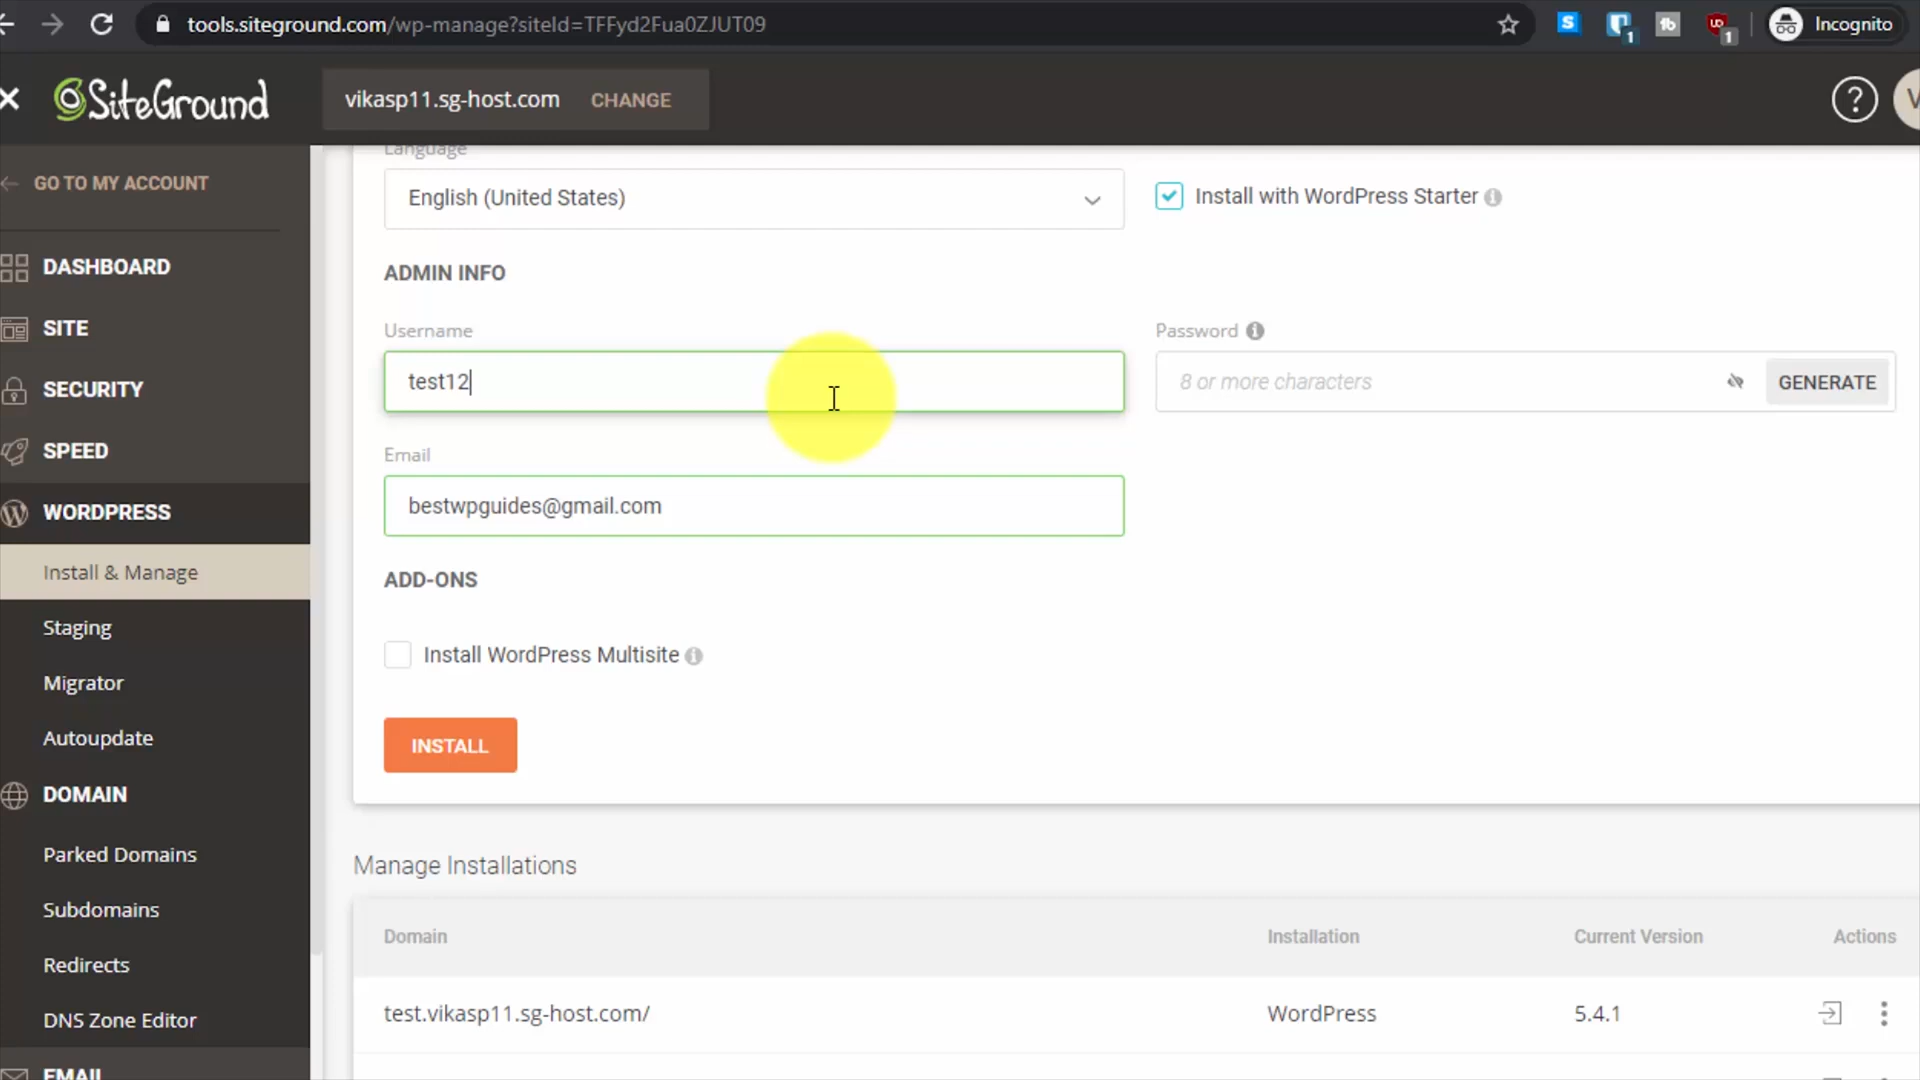 tools.siteground.com/wp-manage?siteId=TFFyd2Fua0ZJUT09
1
1
Incognito
SiteGround
vikasp11.sg-host.com CHANGE
?
V
GO TO MY ACCOUNT
DASHBOARD
SITE
SECURITY
SPEED
WORDPRESS
Install & Manage
Staging
Migrator
Autoupdate
DOMAIN
Parked Domains
Subdomains
Redirects
DNS Zone Editor
EMAIL
Language
English (United States)
Install with WordPress Starter
ADMIN INFO
Username
test12
Password
8 or more characters
GENERATE
Email
bestwpguides@gmail.com
ADD-ONS
Install WordPress Multisite
INSTALL
Manage Installations
Domain Installation Current Version Actions
test.vikasp11.sg-host.com/ WordPress 5.4.1